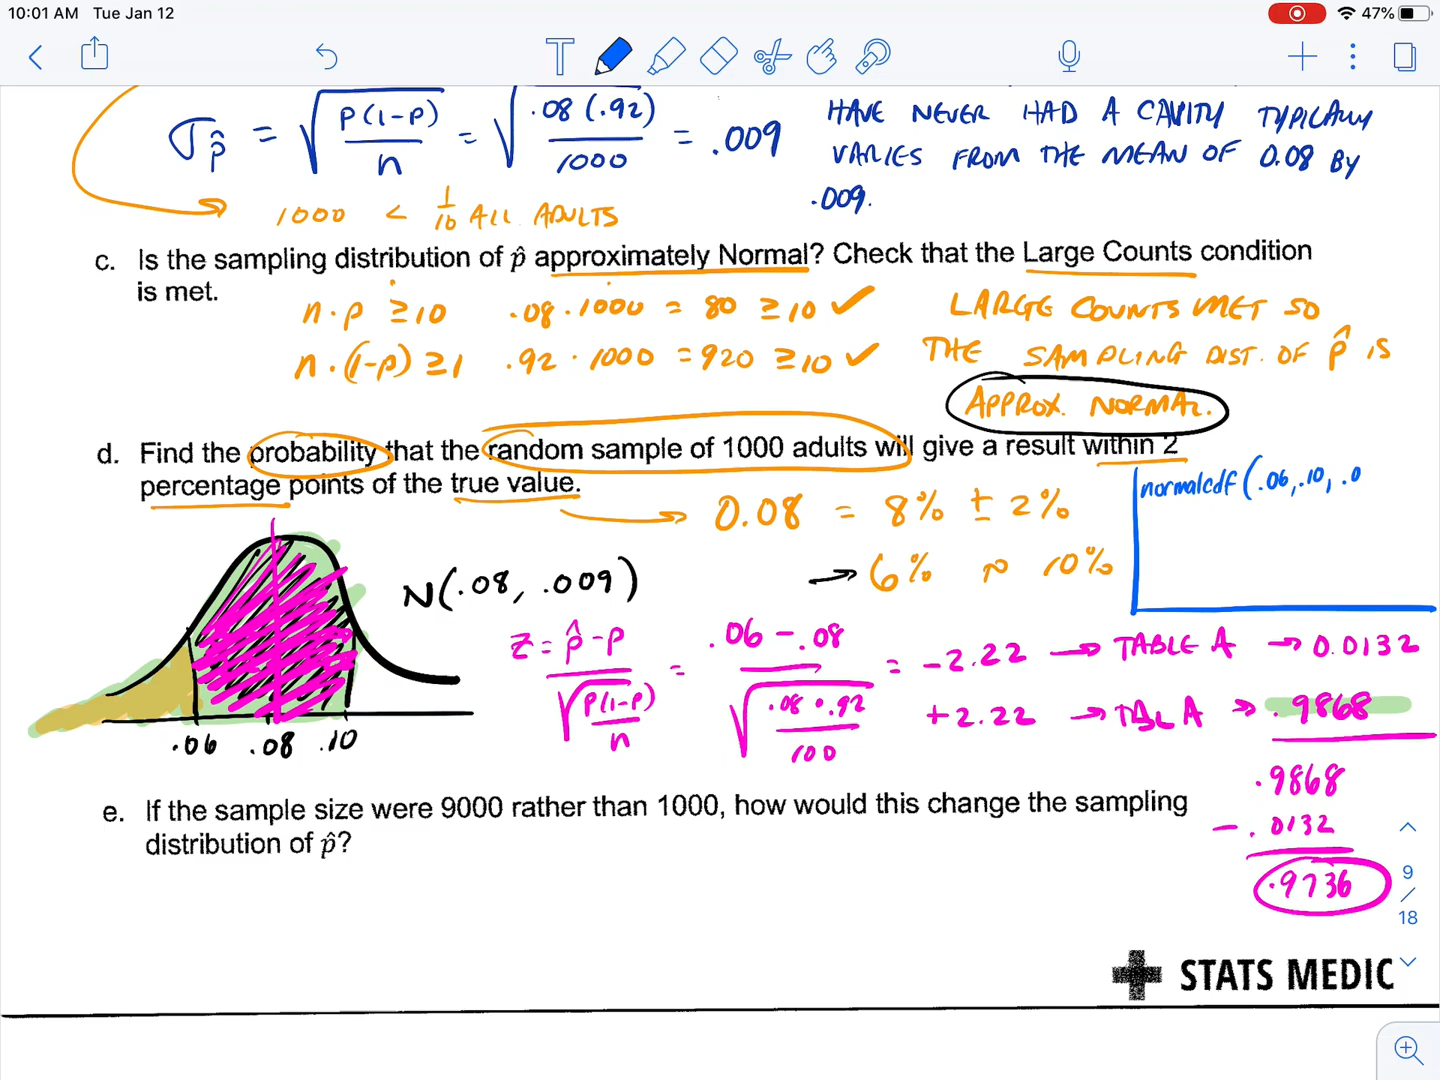 10:01 AM Tue Jan 12
47%
σp̂ = √(P(1-P)/n) = √(.08(.92)/1000) = .009
HAVE NEVER HAD A CAVITY TYPICALLY
VARIES FROM THE MEAN OF 0.08 BY
.009.
1000 < 1/10 ALL ADULTS
c. Is the sampling distribution of p̂ approximately Normal? Check that the Large Counts condition
is met.
n·p ≥10 .08·1000 = 80 ≥10 ✓
n·(1-p) ≥1 .92·1000 = 920 ≥10 ✓
LARGE COUNTS MET SO
THE SAMPLING DIST. OF p̂ IS
APPROX. NORMAL.
d. Find the probability that the random sample of 1000 adults will give a result within 2
percentage points of the true value.
→ 0.08 = 8% ± 2%
→ 6% ~ 10%
normalcdf(.06,.10,.0
N(.08, .009)
.06 .08 .10
z = (p̂-p)/√(P(1-P)/n) = (.06-.08)/√(.08·.92/100) = -2.22 → TABLE A → 0.0132
+2.22 → TABL A → .9868
.9868
-.0132
.9736
e. If the sample size were 9000 rather than 1000, how would this change the sampling
distribution of p̂?
9
/
18
STATS MEDIC